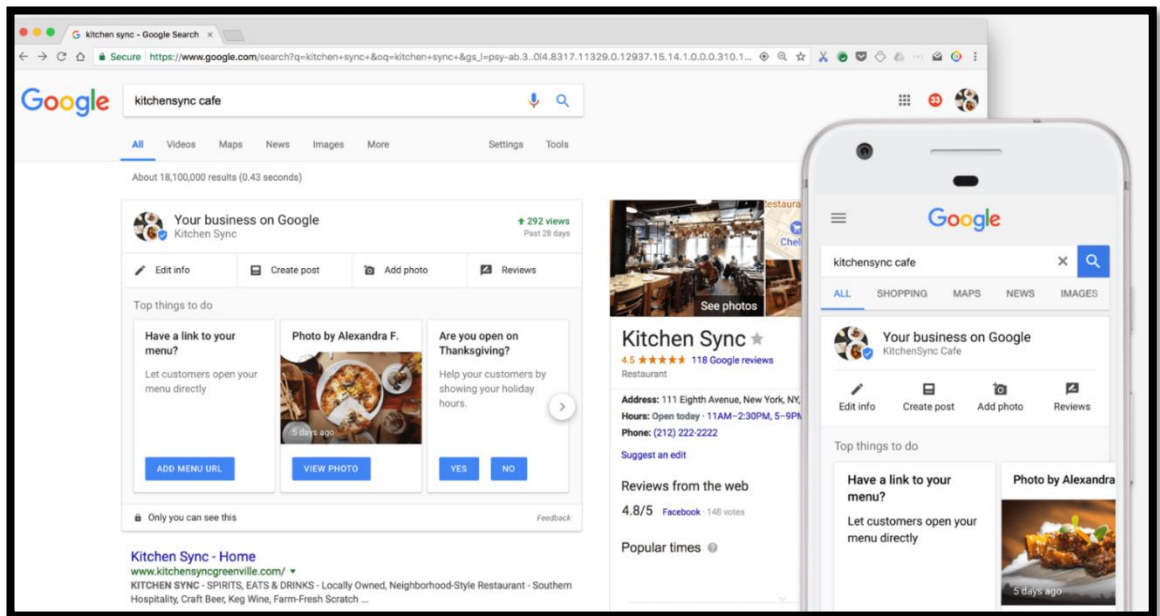 kitchen sync - Google Search ×
Secure https://www.google.com/search?q=kitchen+sync+&oq=kitchen+sync+&gs_l=psy-ab.3..0l4.8317.11329.0.12937.15.14.1.0.0.0.310.1...
Google
kitchensync cafe
33
All Videos Maps News Images More Settings Tools
About 18,100,000 results (0.43 seconds)
Your business on Google
Kitchen Sync
292 views
Past 28 days
Edit info Create post Add photo Reviews
Top things to do
Have a link to your
menu?
Let customers open your
menu directly
ADD MENU URL
Photo by Alexandra F.
5 days ago
VIEW PHOTO
Are you open on
Thanksgiving?
Help your customers by
showing your holiday
hours.
YES NO
Only you can see this
Feedback
Kitchen Sync - Home
www.kitchensyncgreenville.com/
KITCHEN SYNC - SPIRITS, EATS & DRINKS - Locally Owned, Neighborhood-Style Restaurant - Southern
Hospitality, Craft Beer, Keg Wine, Farm-Fresh Scratch ...
See photos
Kitchen Sync
4.5 118 Google reviews
Restaurant
Address: 111 Eighth Avenue, New York, NY,
Hours: Open today · 11AM–2:30PM, 5–9PM
Phone: (212) 222-2222
Suggest an edit
Reviews from the web
4.8/5 Facebook · 148 votes
Popular times
Google
kitchensync cafe
ALL SHOPPING MAPS NEWS IMAGES
Your business on Google
KitchenSync Cafe
Edit info Create post Add photo Reviews
Top things to do
Have a link to your
menu?
Let customers open your
menu directly
Photo by Alexandra
5 days ago